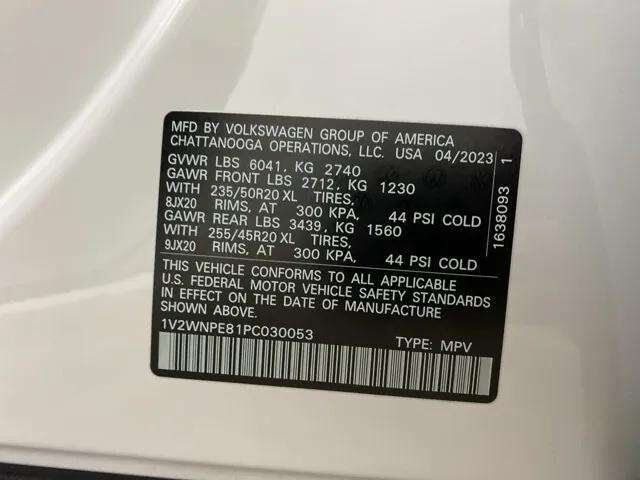 MFD BY VOLKSWAGEN GROUP OF AMERICA
CHATTANOOGA OPERATIONS, LLC. USA 04/2023
GVWR LBS 6041, KG 2740
GAWR FRONT LBS 2712, KG 1230
WITH 235/50R20 XL TIRES,
8JX20 RIMS, AT 300 KPA, 44 PSI COLD
GAWR REAR LBS 3439, KG 1560
WITH 255/45R20 XL TIRES,
9JX20 RIMS, AT 300 KPA, 44 PSI COLD
THIS VEHICLE CONFORMS TO ALL APPLICABLE
U.S. FEDERAL MOTOR VEHICLE SAFETY STANDARDS
IN EFFECT ON THE DATE OF MANUFACTURE
SHOWN ABOVE.
1V2WNPE81PC030053 TYPE: MPV
1638093 1